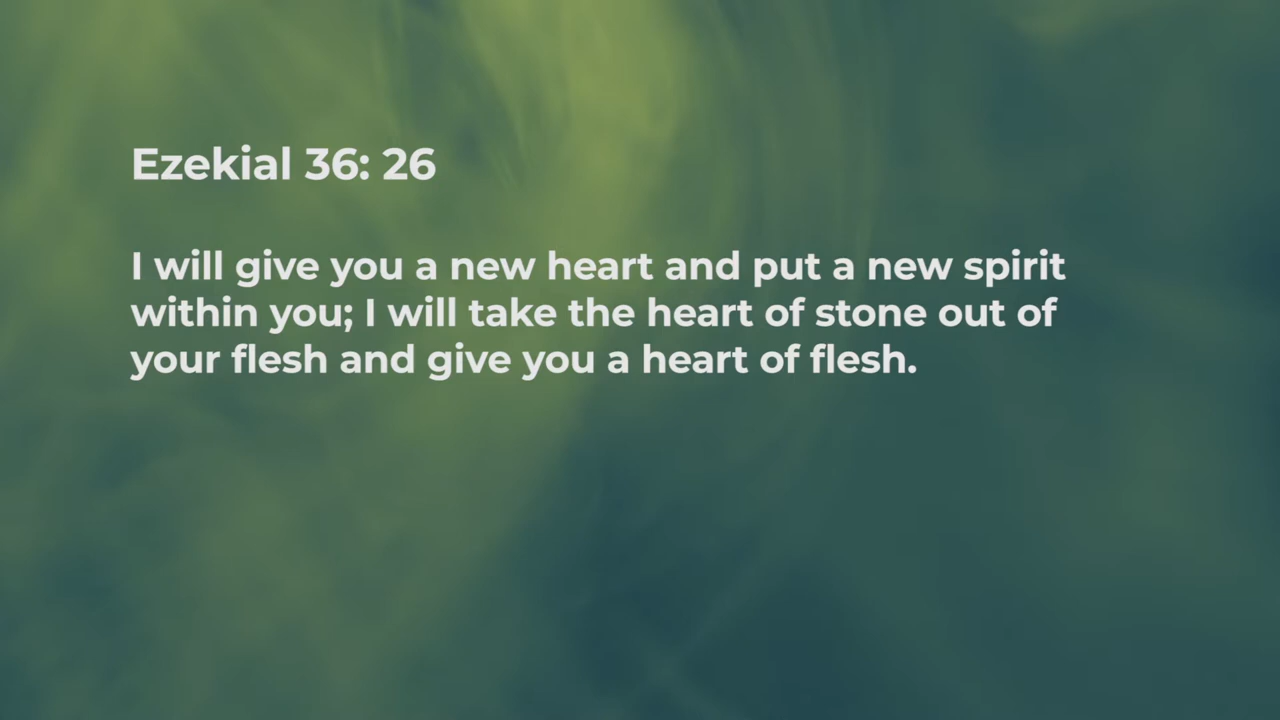 Ezekial 36: 26
I will give you a new heart and put a new spirit
within you; I will take the heart of stone out of
your flesh and give you a heart of flesh.